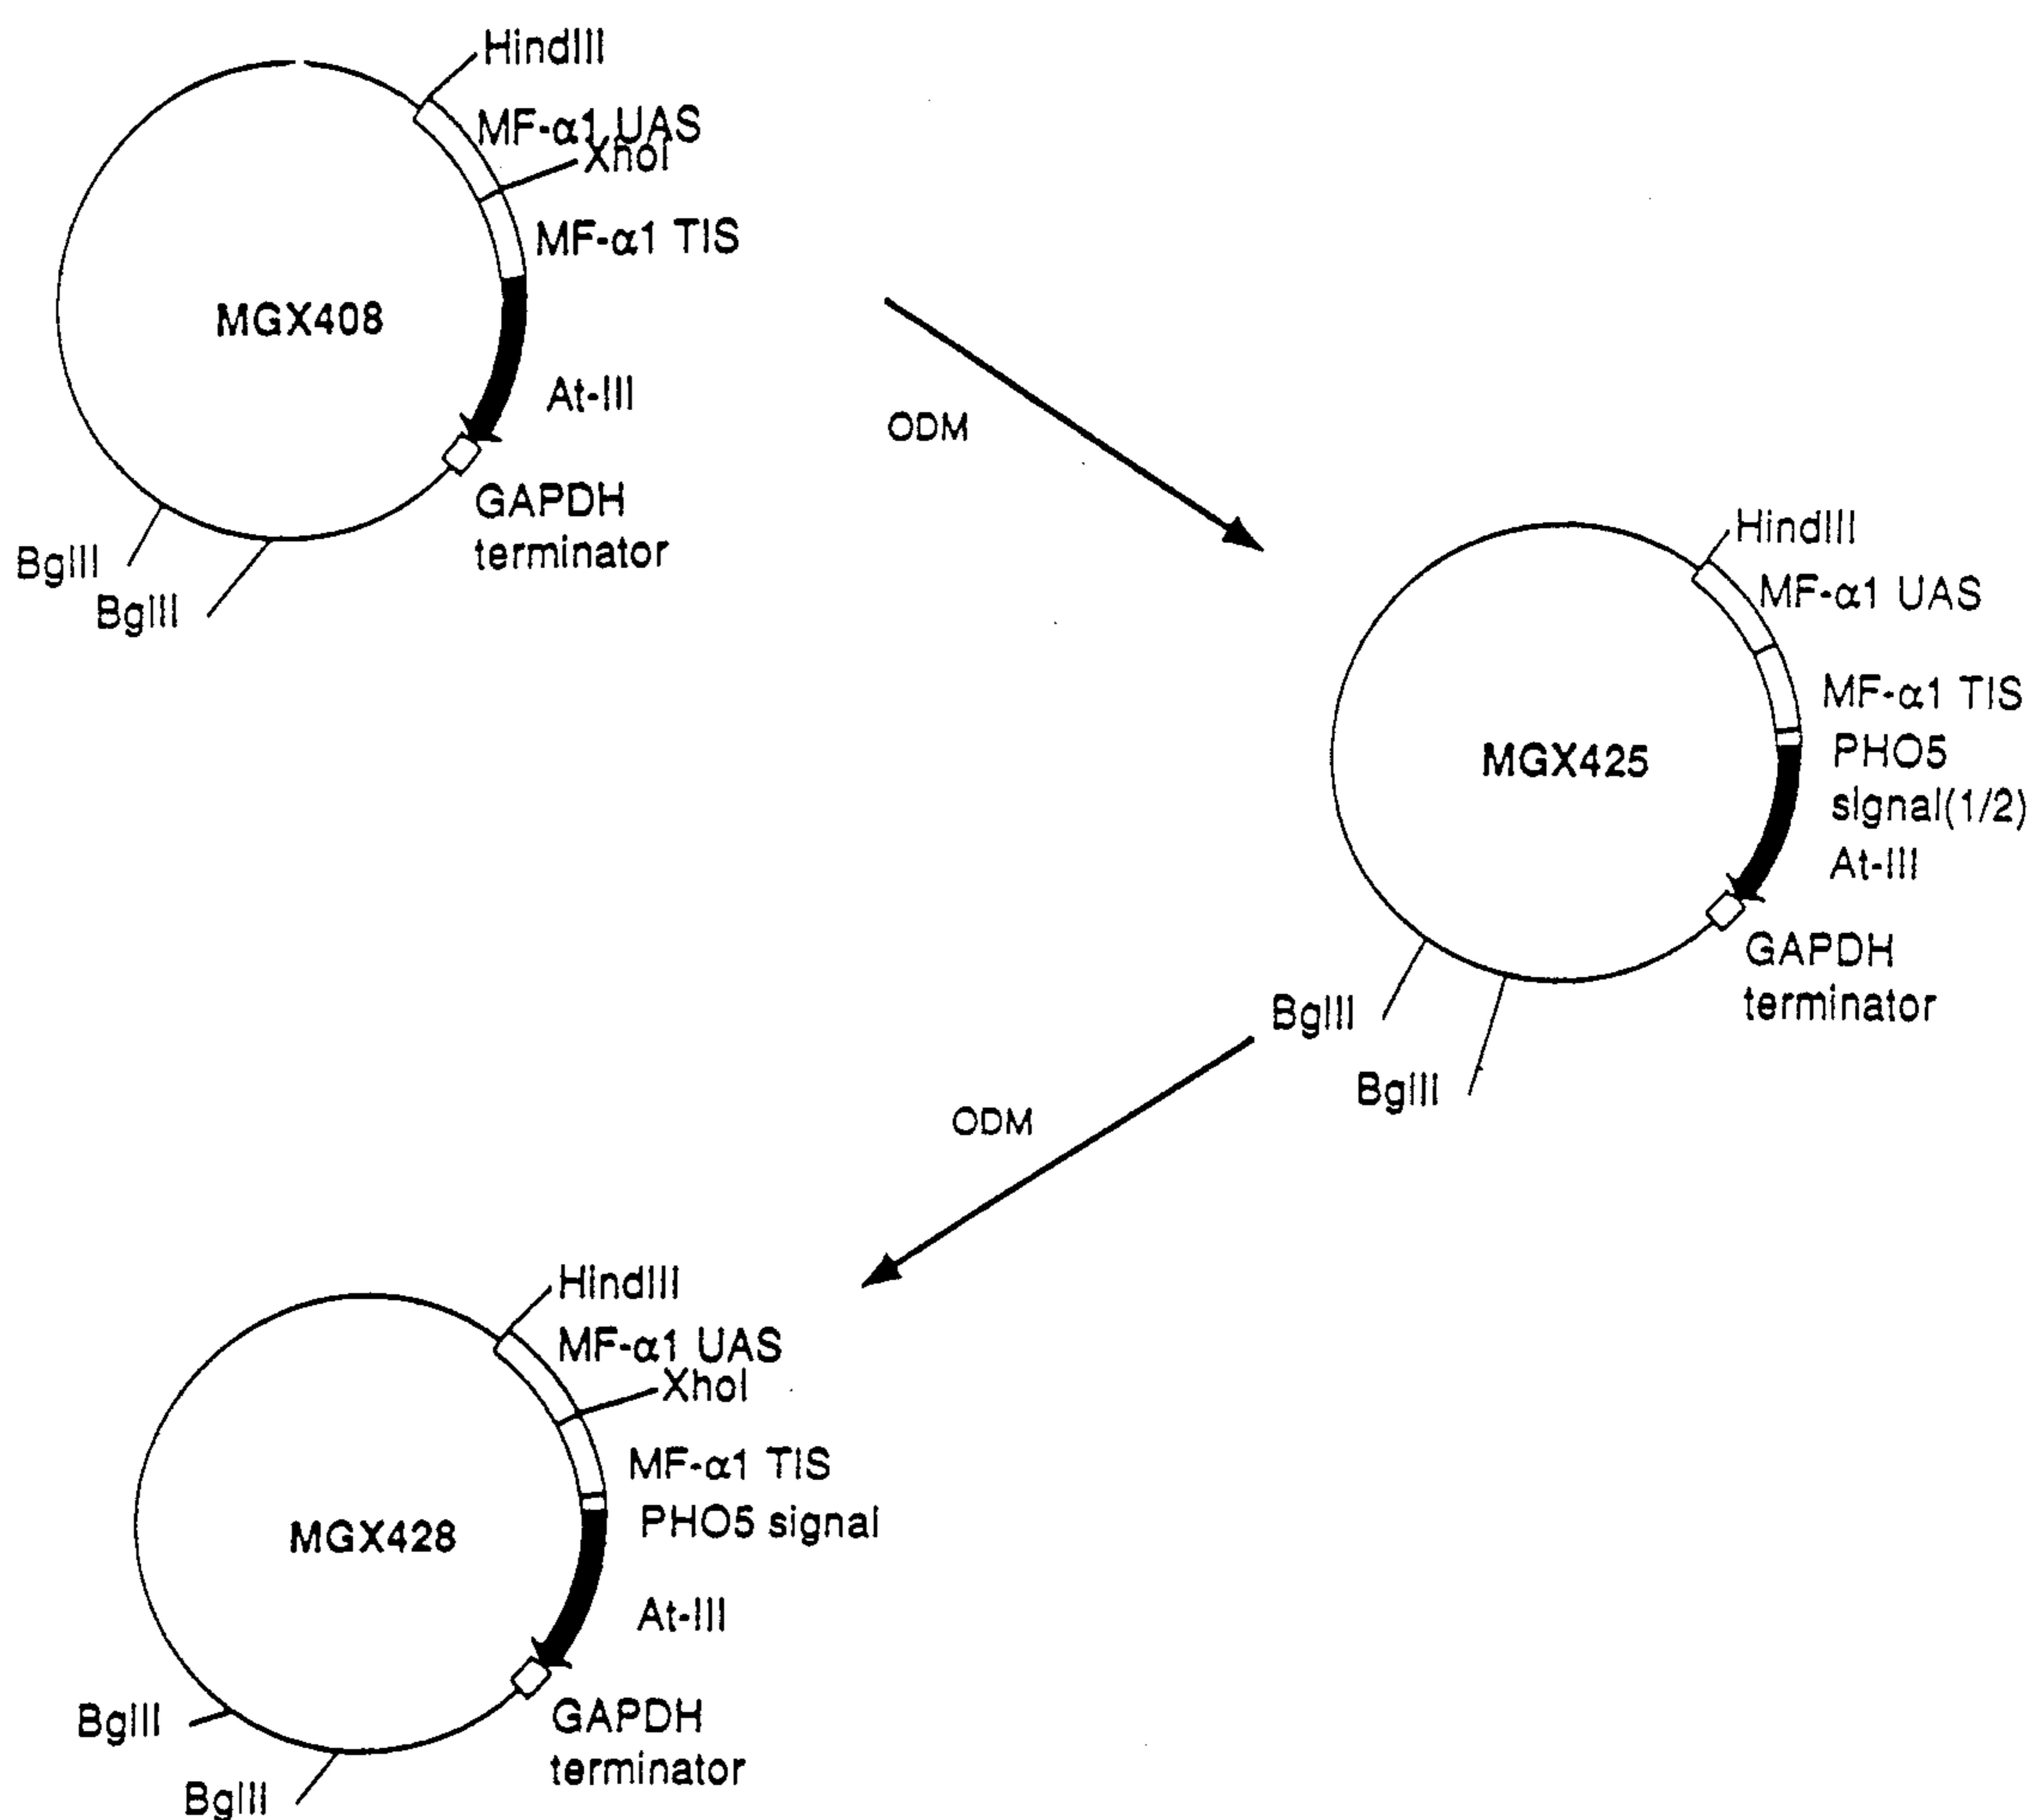 HindIII
MF-α1 UAS
XhoI
MF-α1 TIS
MGX408
At-III
GAPDH
terminator
BglII
BglII
ODM
HindIII
MF-α1 UAS
MF-α1 TIS
PHO5
signal(1/2)
MGX425
At-III
GAPDH
terminator
BglII
BglII
ODM
HindIII
MF-α1 UAS
XhoI
MF-α1 TIS
PHO5 signal
MGX428
At-III
GAPDH
terminator
BglII
BglII